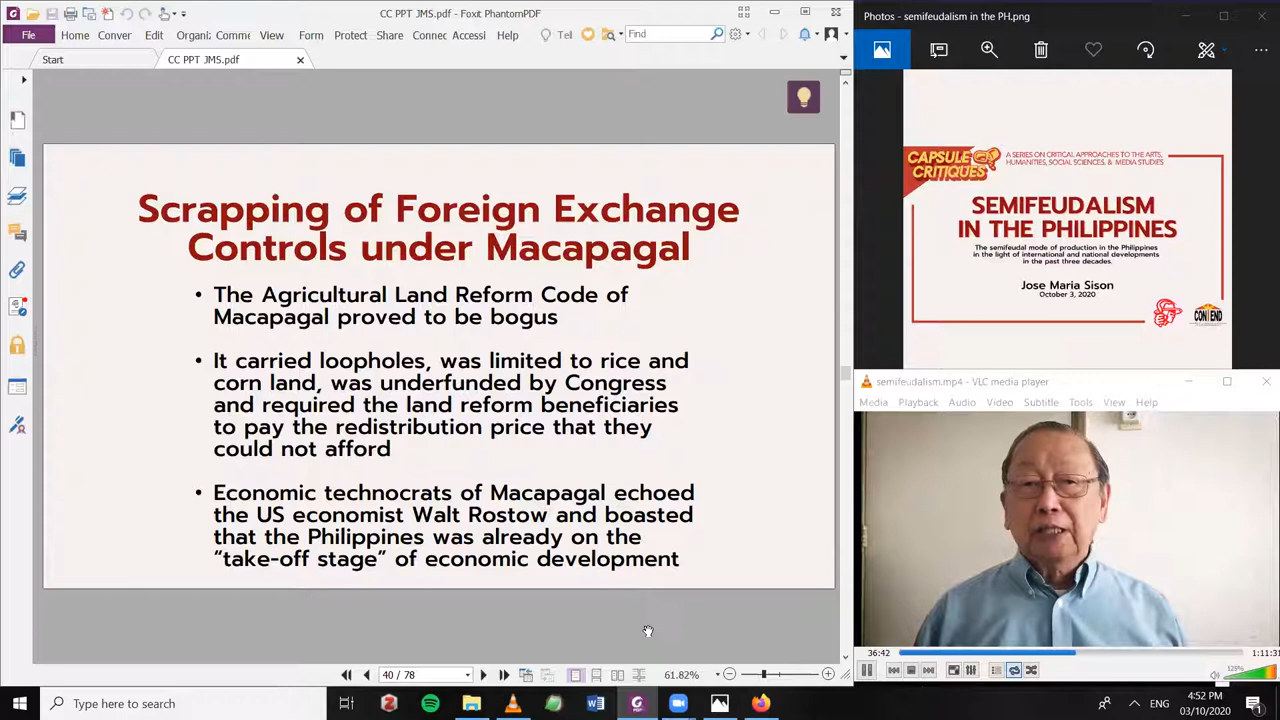 CC PPT JMS.pdf - Foxit PhantomPDF
File Home Conver Edit Organi: Comme View Form Protect Share Connec Accessi Help Tel Find
Start CC PPT JMS.pdf
Scrapping of Foreign Exchange
Controls under Macapagal
• The Agricultural Land Reform Code of
Macapagal proved to be bogus
• It carried loopholes, was limited to rice and
corn land, was underfunded by Congress
and required the land reform beneficiaries
to pay the redistribution price that they
could not afford
• Economic technocrats of Macapagal echoed
the US economist Walt Rostow and boasted
that the Philippines was already on the
“take-off stage” of economic development
40 / 78
61.82%
Photos - semifeudalism in the PH.png
CAPSULE
CRITIQUES
A SERIES ON CRITICAL APPROACHES TO THE ARTS,
HUMANITIES, SOCIAL SCIENCES, & MEDIA STUDIES
SEMIFEUDALISM
IN THE PHILIPPINES
The semifeudal mode of production in the Philippines
in the light of international and national developments
in the past three decades.
Jose Maria Sison
October 3, 2020
CONTEND
semifeudalism.mp4 - VLC media player
Media Playback Audio Video Subtitle Tools View Help
36:42
1:11:31
125%
Type here to search
ENG
4:52 PM
03/10/2020